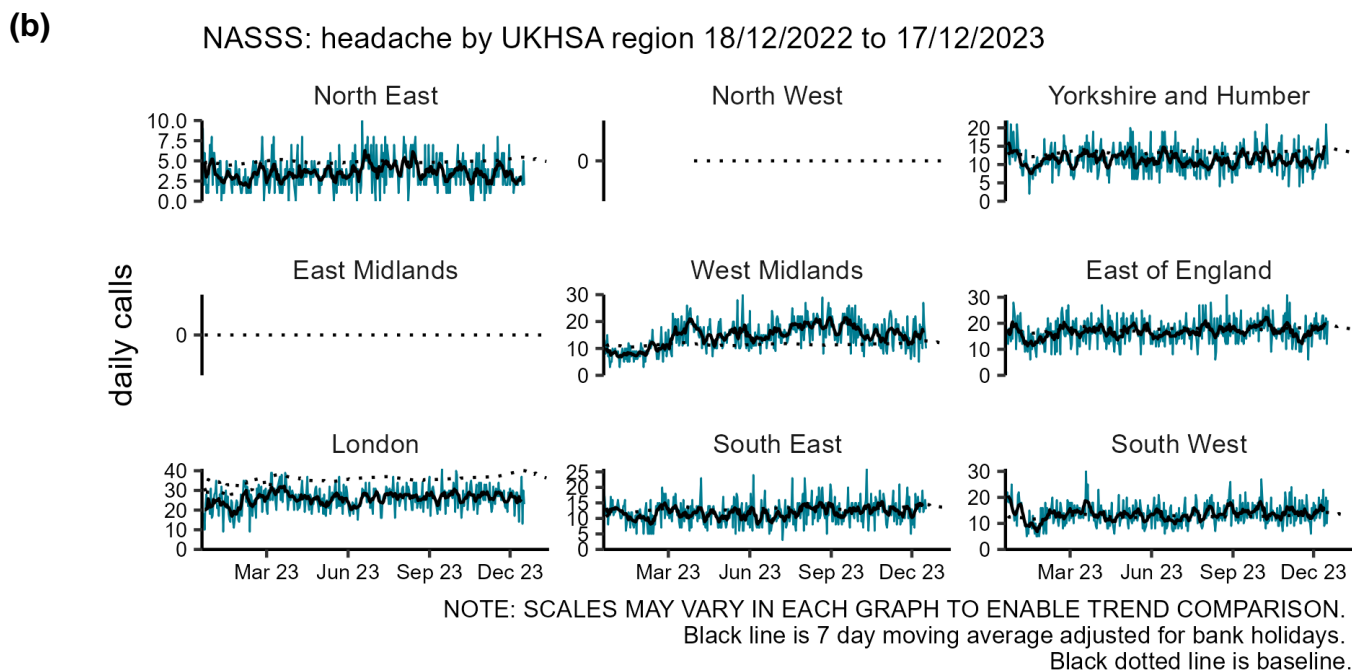 (b)
NASSS: headache by UKHSA region 18/12/2022 to 17/12/2023
daily calls
North East
10.0
7.5
5.0
2.5
0.0
North West
0
Yorkshire and Humber
20
15
10
5
0
East Midlands
0
West Midlands
30
20
10
0
East of England
30
20
10
0
London
40
30
20
10
0
Mar 23 Jun 23 Sep 23 Dec 23
South East
25
20
15
10
5
0
Mar 23 Jun 23 Sep 23 Dec 23
South West
30
20
10
0
Mar 23 Jun 23 Sep 23 Dec 23
NOTE: SCALES MAY VARY IN EACH GRAPH TO ENABLE TREND COMPARISON.
Black line is 7 day moving average adjusted for bank holidays.
Black dotted line is baseline.